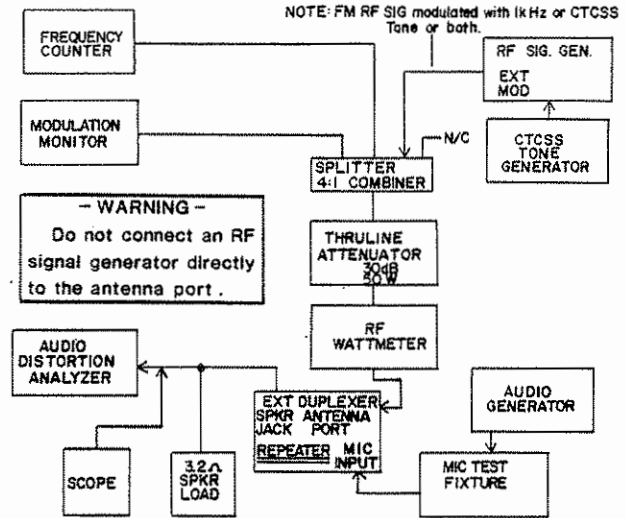 NOTE: FM RF SIG modulated with 1kHz or CTCSS
Tone or both.
FREQUENCY
COUNTER
RF SIG. GEN.
EXT
MOD
MODULATION
MONITOR
N/C
CTCSS
TONE
GENERATOR
SPLITTER
4:1 COMBINER
- WARNING -
Do not connect an RF
signal generator directly
to the antenna port .
THRULINE
ATTENUATOR
30dB
50W
RF
WATTMETER
AUDIO
DISTORTION
ANALYZER
AUDIO
GENERATOR
EXT DUPLEXER
SPKR ANTENNA
JACK PORT
REPEATER MIC
INPUT
SCOPE
3.2Ω
SPKR
LOAD
MIC TEST
FIXTURE